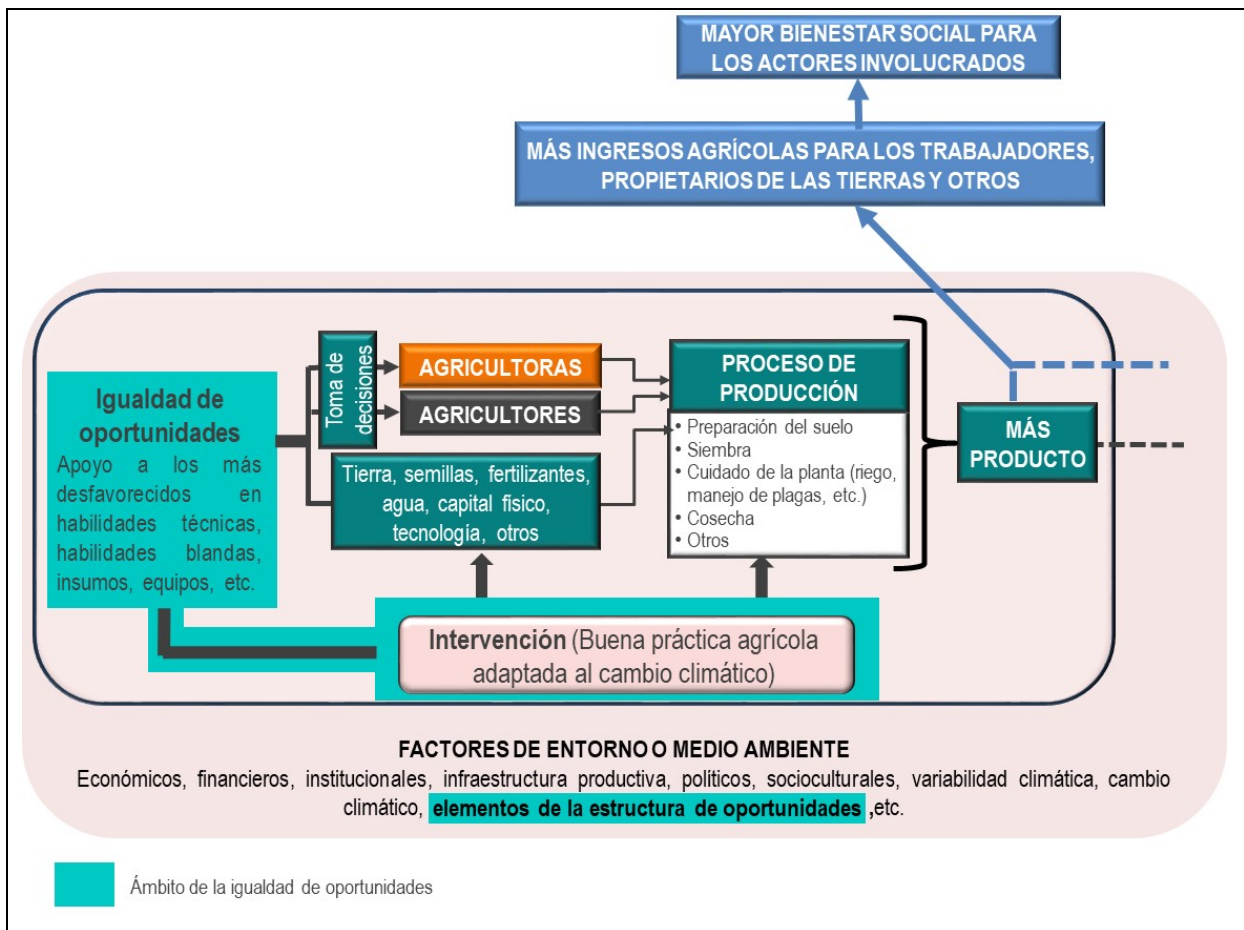 MAYOR BIENESTAR SOCIAL PARA
LOS ACTORES INVOLUCRADOS
MÁS INGRESOS AGRÍCOLAS PARA LOS TRABAJADORES,
PROPIETARIOS DE LAS TIERRAS Y OTROS
Igualdad de
oportunidades
Apoyo a los más
desfavorecidos en
habilidades técnicas,
habilidades blandas,
insumos, equipos, etc.
Toma de
decisiones
AGRICULTORAS
AGRICULTORES
Tierra, semillas, fertilizantes,
agua, capital físico,
tecnología, otros
PROCESO DE
PRODUCCIÓN
• Preparación del suelo
• Siembra
• Cuidado de la planta (riego,
manejo de plagas, etc.)
• Cosecha
• Otros
MÁS
PRODUCTO
Intervención (Buena práctica agrícola
adaptada al cambio climático)
FACTORES DE ENTORNO O MEDIO AMBIENTE
Económicos, financieros, institucionales, infraestructura productiva, políticos, socioculturales, variabilidad climática, cambio
climático, elementos de la estructura de oportunidades ,etc.
Ámbito de la igualdad de oportunidades